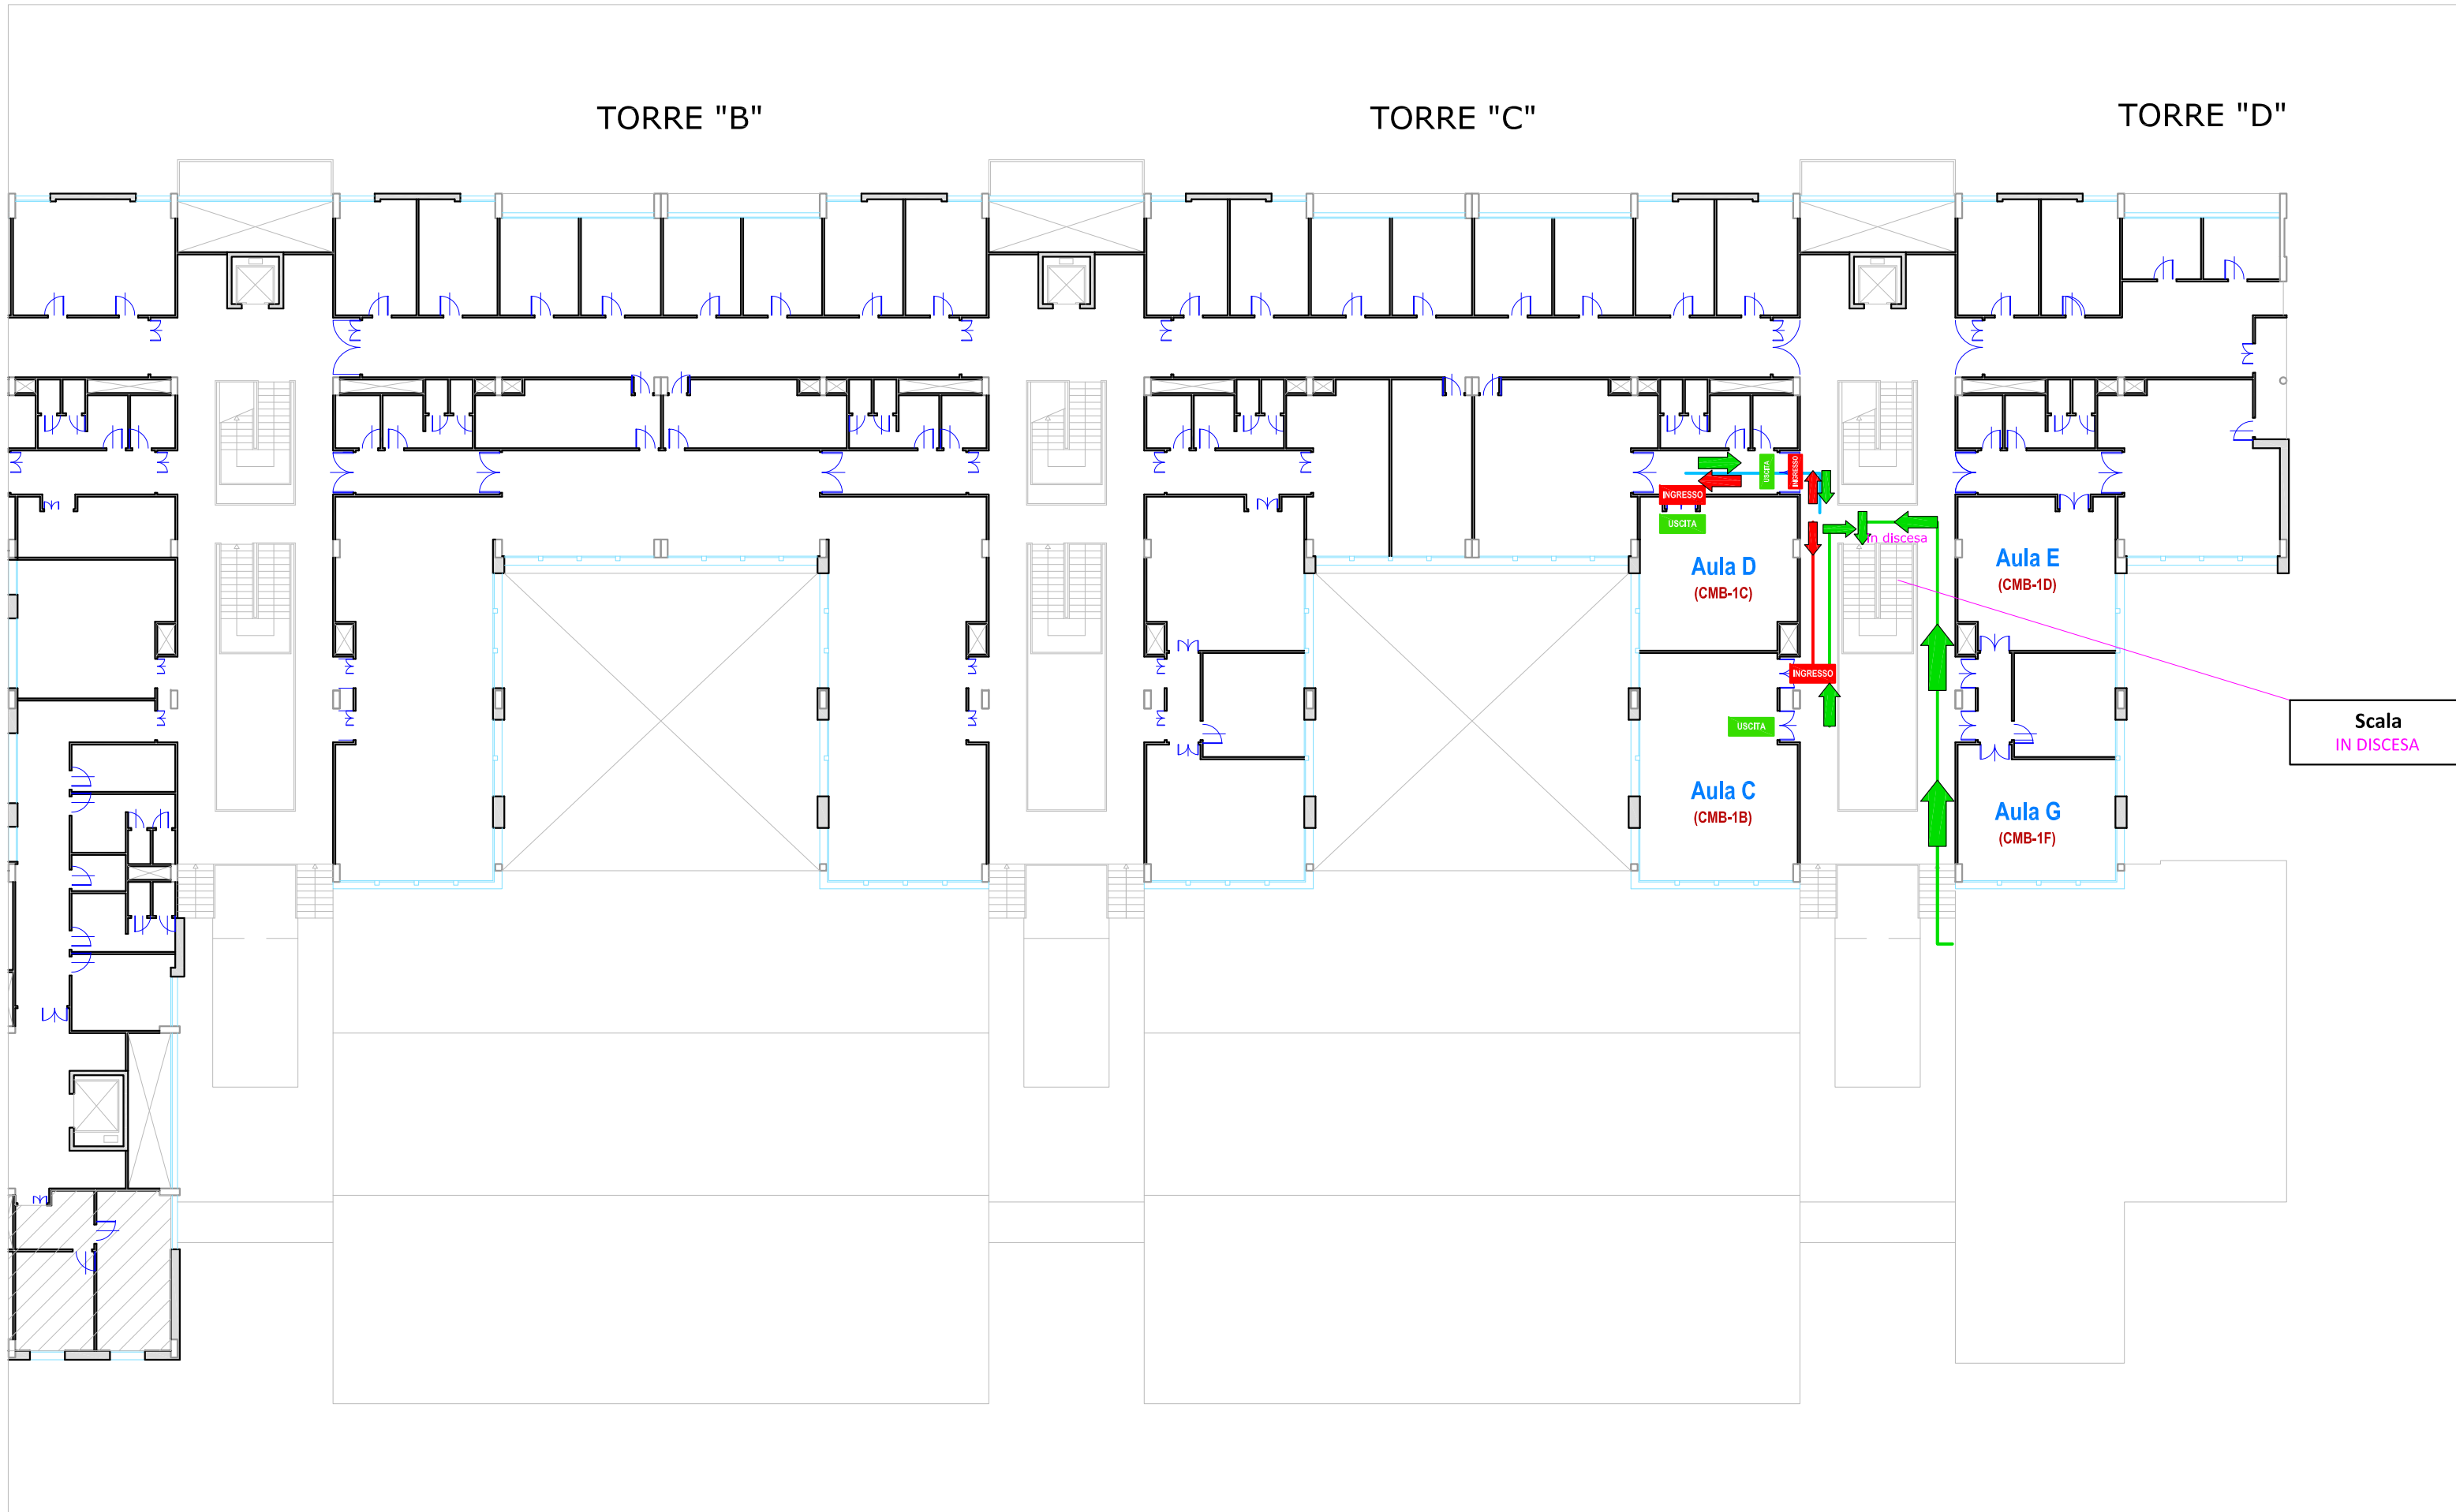 TORRE "B"
TORRE "C"
TORRE "D"
USCITA
INGRESSO
INGRESSO
USCITA
in discesa
Aula D
(CMB-1C)
Aula E
(CMB-1D)
INGRESSO
USCITA
Scala
IN DISCESA
Aula C
(CMB-1B)
Aula G
(CMB-1F)